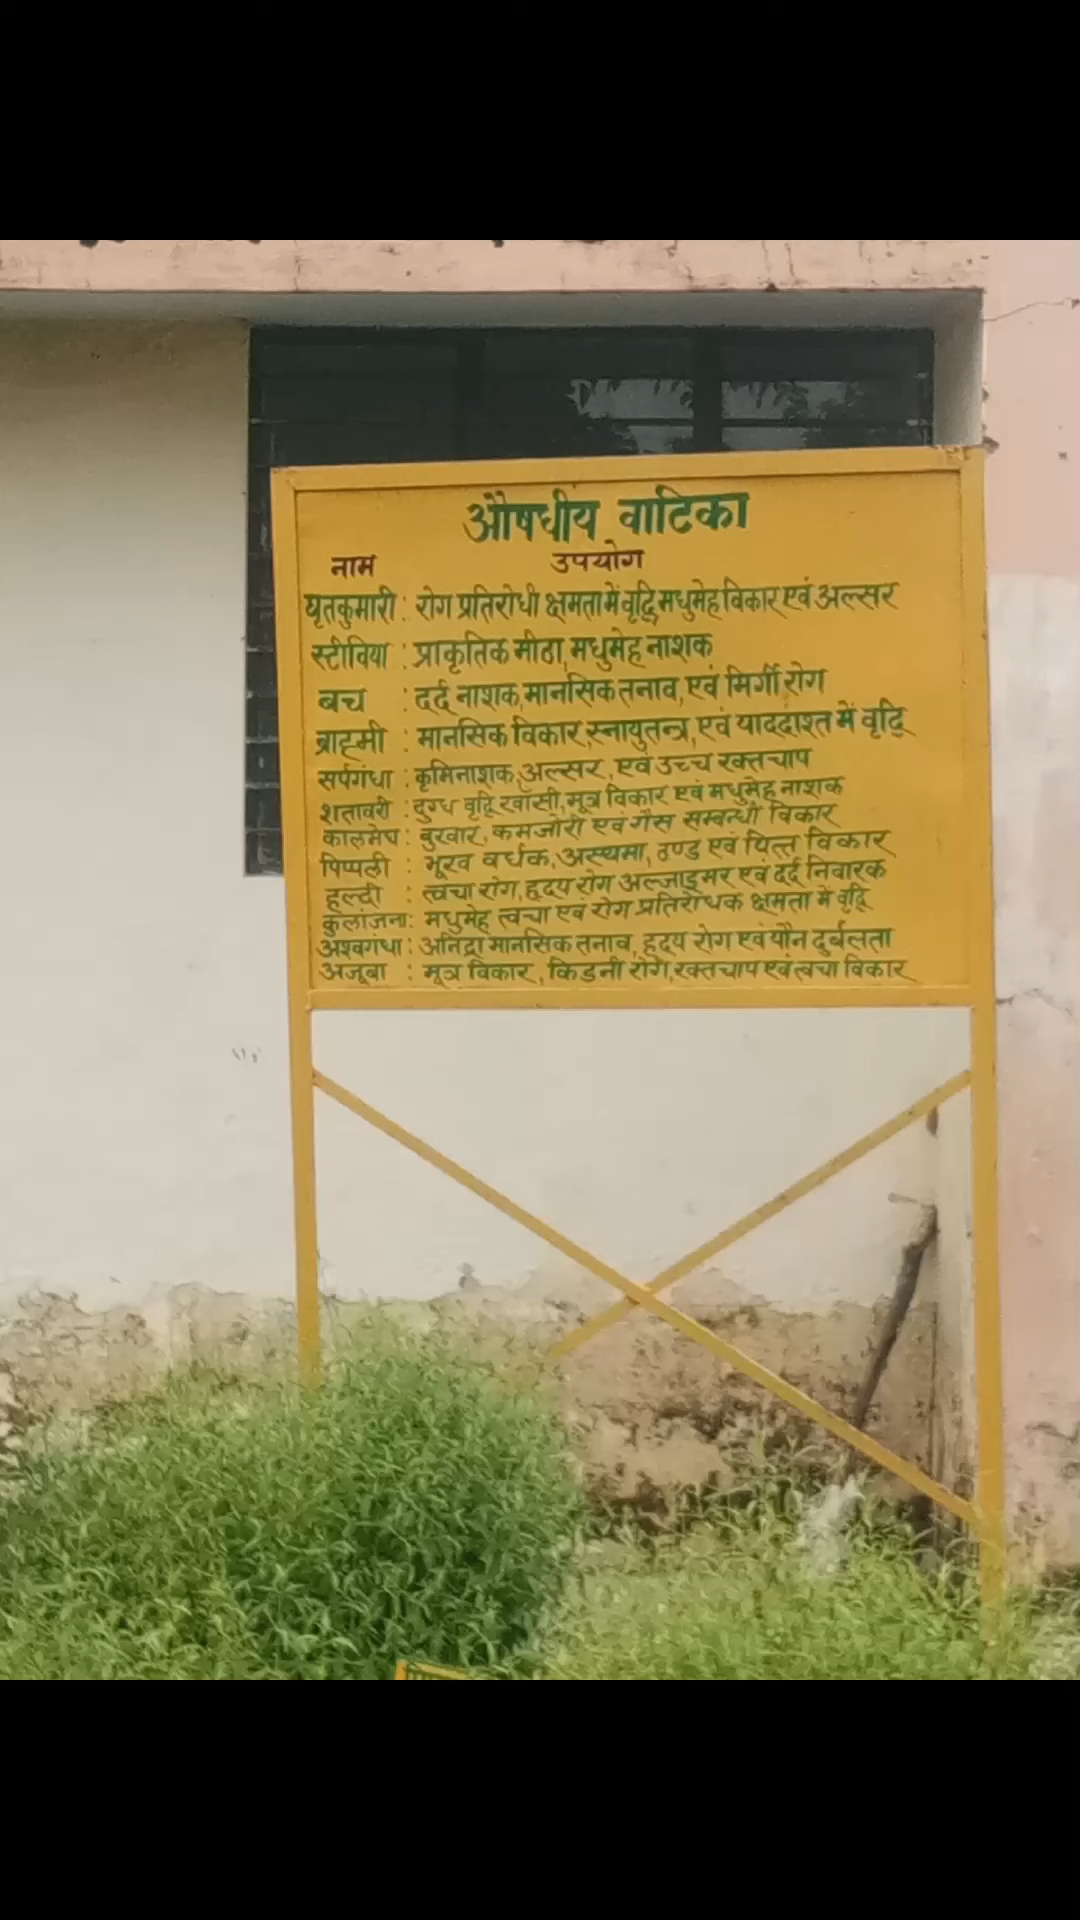 औषधीय वाटिका
नाम उपयोग
घृतकुमारी : रोग प्रतिरोधी क्षमता में वृद्धि मधुमेह विकार एवं अल्सर
स्टीविया : प्राकृतिक मीठा, मधुमेह नाशक
बच : दर्द नाशक, मानसिक तनाव, एवं मिर्गी रोग
ब्राह्मी : मानसिक विकार, स्नायुतन्त्र, एवं याददाश्त में वृद्धि
सर्पगंधा : कृमिनाशक, अल्सर, एवं उच्च रक्तचाप
शतावरी : दुग्ध वृद्धि खाँसी, मूत्र विकार एवं मधुमेह नाशक
कालमेघ : बुखार, कमजोरी एवं गैस सम्बन्धी विकार
पिप्पली : भूख वर्धक, अस्थमा, ठण्ड एवं पित्त विकार
हल्दी : त्वचा रोग, हृदय रोग अल्जाइमर एवं दर्द निवारक
कुलांजन : मधुमेह त्वचा एवं रोग प्रतिरोधक क्षमता में वृद्धि
अश्वगंधा : अनिद्रा मानसिक तनाव, हृदय रोग एवं यौन दुर्बलता
अजूबा : मूत्र विकार, किडनी रोग, रक्तचाप एवं त्वचा विकार